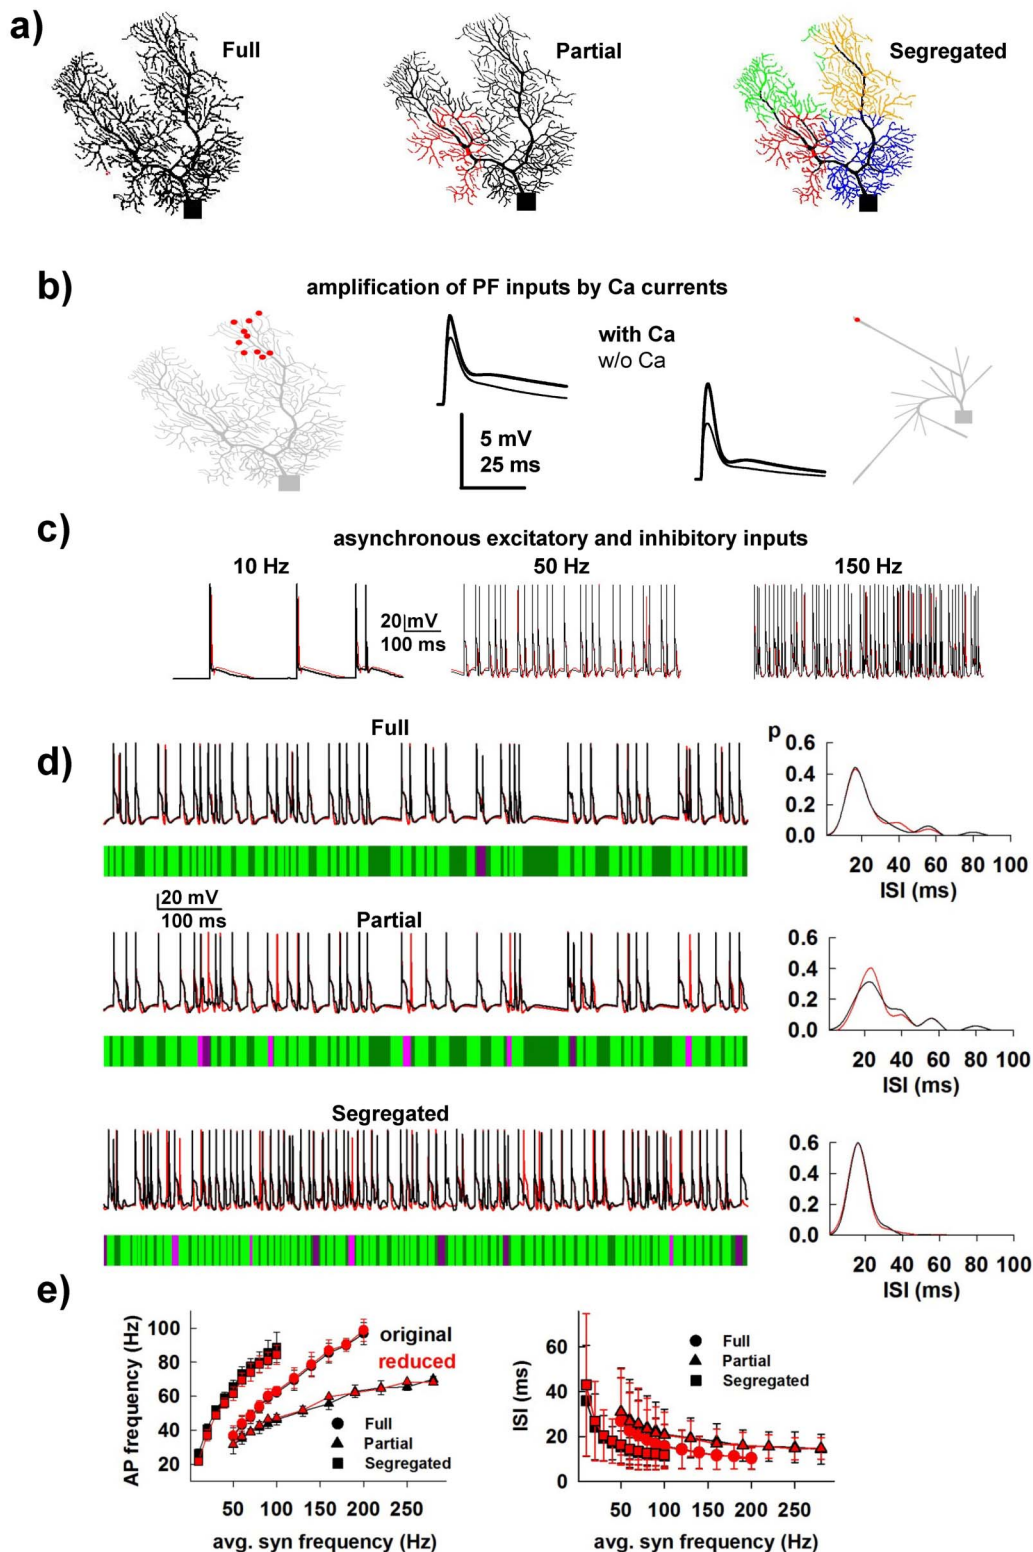 a)
Full
Partial
Segregated
b)
amplification of PF inputs by Ca currents
with Ca
w/o Ca
5 mV
25 ms
c)
asynchronous excitatory and inhibitory inputs
10 Hz
50 Hz
150 Hz
20 mV
100 ms
d)
Full
p
0.6
0.4
0.2
0.0
20 40 60 80 100
ISI (ms)
20 mV
100 ms
Partial
0.6
0.4
0.2
0.0
20 40 60 80 100
ISI (ms)
Segregated
0.6
0.4
0.2
0.0
20 40 60 80 100
ISI (ms)
e)
AP frequency (Hz)
100
80
60
40
20
original
reduced
Full
Partial
Segregated
50 100 150 200 250
avg. syn frequency (Hz)
ISI (ms)
60
40
20
0
Full
Partial
Segregated
50 100 150 200 250
avg. syn frequency (Hz)